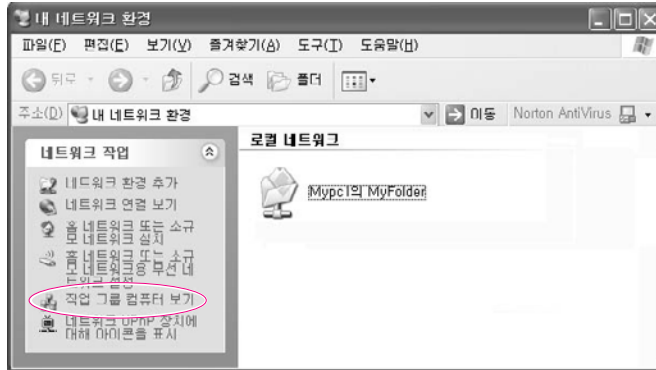 내 네트워크 환경
파일(F) 편집(E) 보기(V) 즐겨찾기(A) 도구(T) 도움말(H)
뒤로 검색 폴더
주소(D) 내 네트워크 환경 이동 Norton AntiVirus
네트워크 작업
네트워크 환경 추가
네트워크 연결 보기
홈 네트워크 또는 소규
모 네트워크 설치
홈 네트워크 또는 소규
모 네트워크용 무선 네
트워크 설정
작업 그룹 컴퓨터 보기
네트워크 UPnP 장치에
대해 아이콘을 표시
로컬 네트워크
Mypc1의 MyFolder